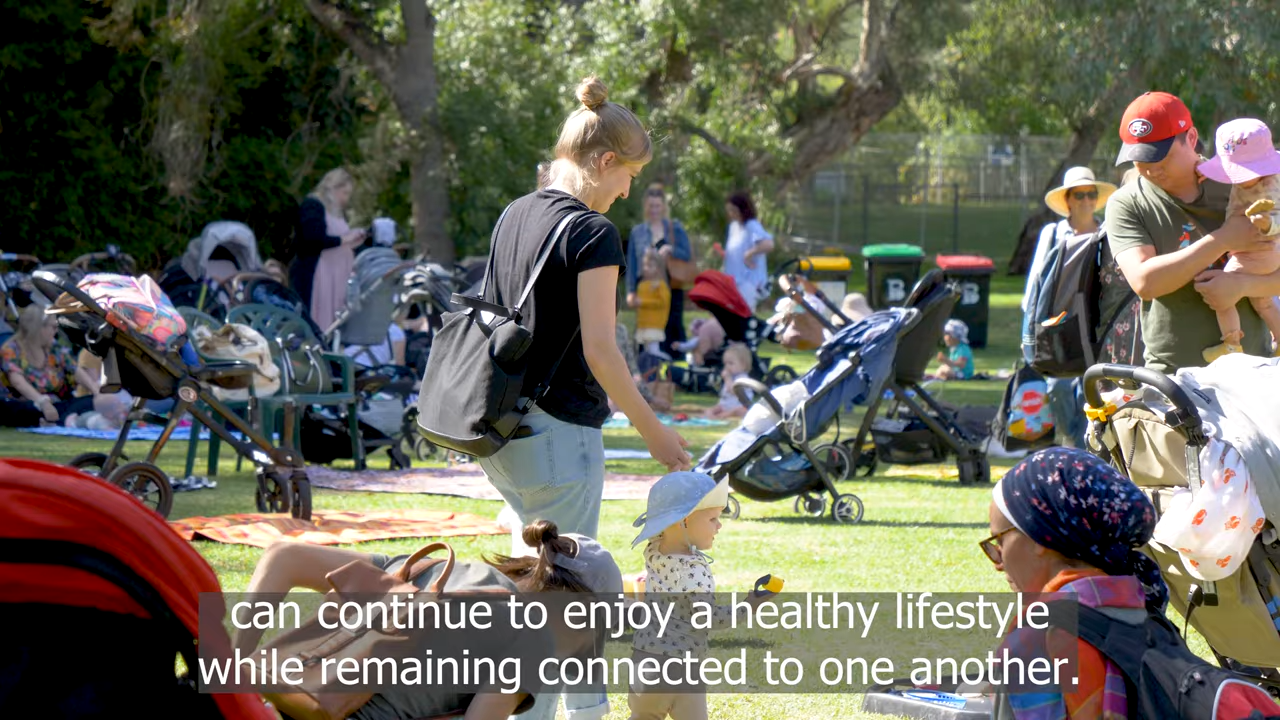 can continue to enjoy a healthy lifestyle
while remaining connected to one another.